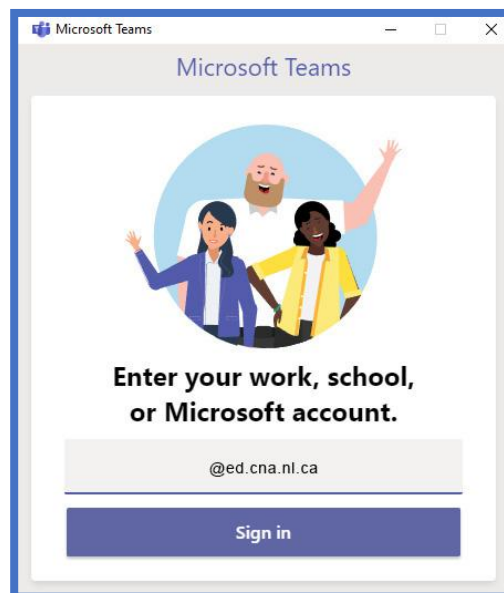 Microsoft Teams
Microsoft Teams
Enter your work, school,
or Microsoft account.
@ed.cna.nl.ca
Sign in